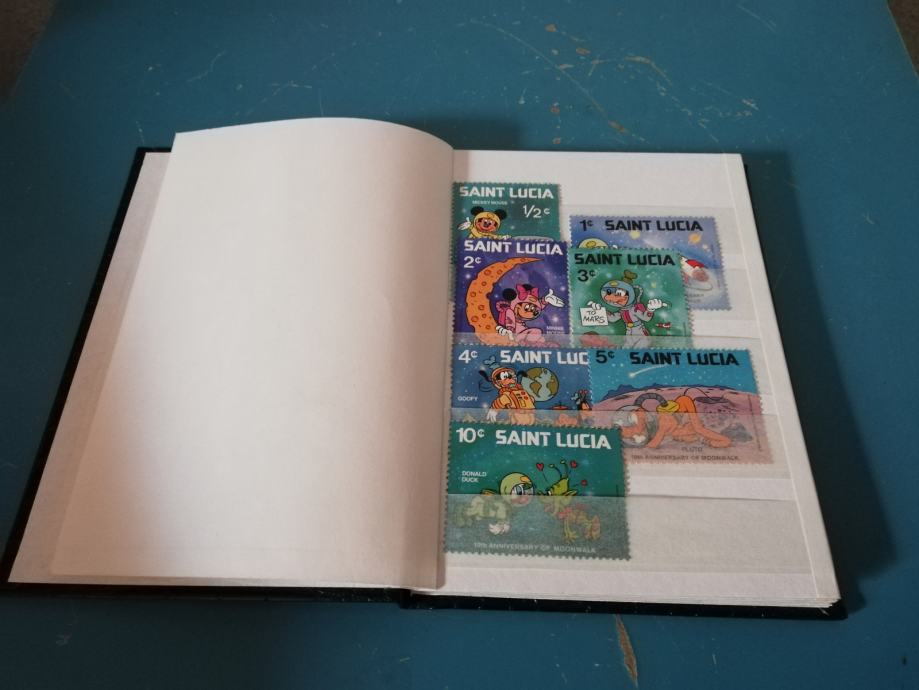 SAINT LUCIA
MICKEY MOUSE
1/2¢
1¢ SAINT LUCIA
SAINT LUCIA
2¢
MINNIE
SAINT LUCIA
3¢
TO
MARS
4¢ SAINT LUC
GOOFY
5¢ SAINT LUCIA
PLUTO
10th ANNIVERSARY OF MOONWALK
10¢ SAINT LUCIA
DONALD
DUCK
10th ANNIVERSARY OF MOONWALK